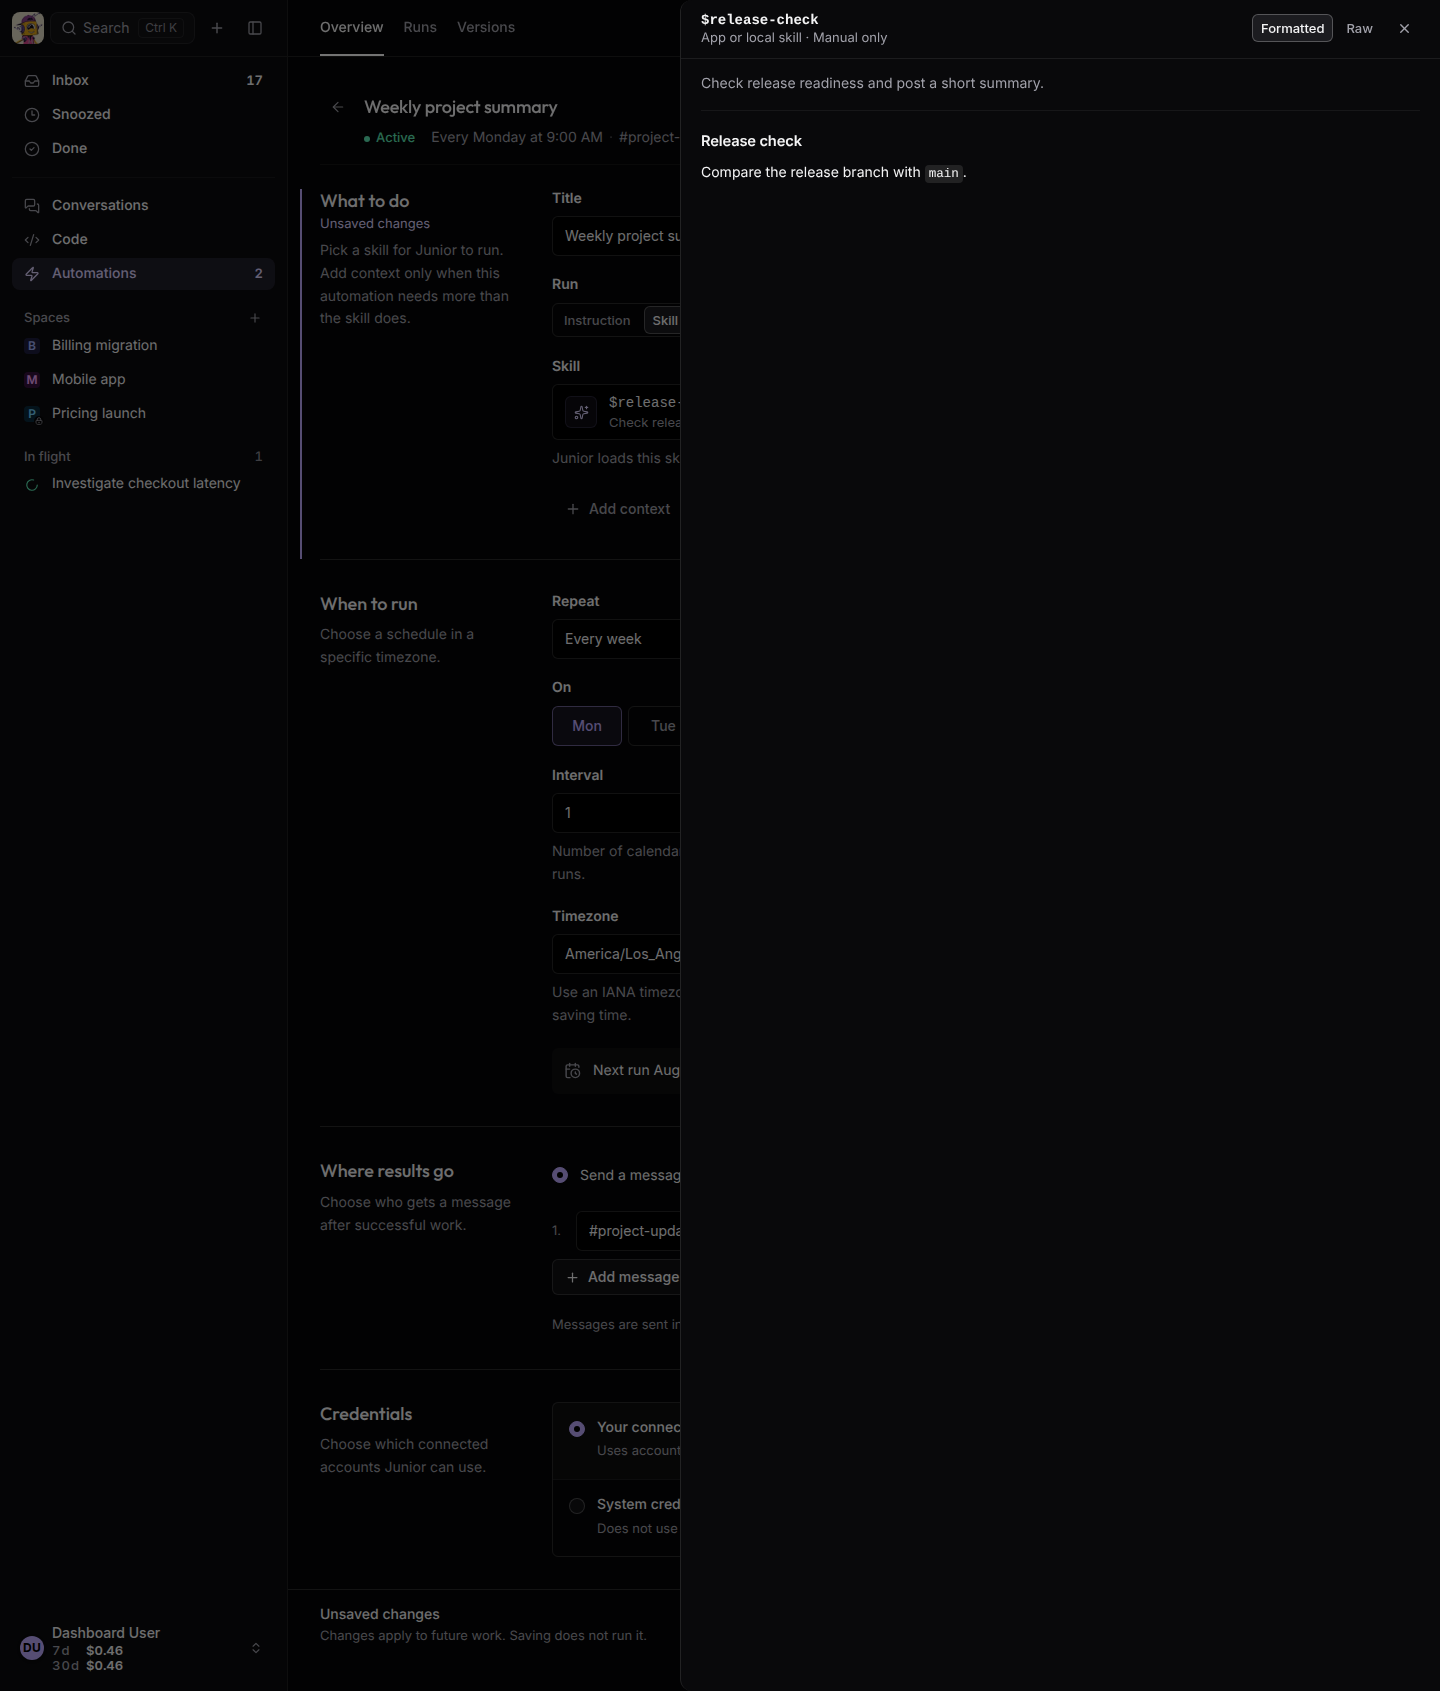 Search Ctrl K
Inbox 17
Snoozed
Done
Conversations
Code
Automations 2
Spaces
B Billing migration
M Mobile app
P Pricing launch
In flight 1
Investigate checkout latency
DU Dashboard User
7d $0.46
30d $0.46
Overview Runs Versions
Weekly project summary
Active Every Monday at 9:00 AM · #project-
What to do
Unsaved changes
Pick a skill for Junior to run.
Add context only when this
automation needs more than
the skill does.
Title
Weekly project su
Run
Instruction Skill
Skill
$release-
Check relea
Junior loads this sk
Add context
When to run
Choose a schedule in a
specific timezone.
Repeat
Every week
On
Mon Tue
Interval
1
Number of calenda
runs.
Timezone
America/Los_Ang
Use an IANA timezo
saving time.
Next run Aug
Where results go
Choose who gets a message
after successful work.
Send a messag
1. #project-upda
Add message
Messages are sent in
Credentials
Choose which connected
accounts Junior can use.
Your connec
Uses account
System cred
Does not use
Unsaved changes
Changes apply to future work. Saving does not run it.
$release-check
App or local skill · Manual only
Formatted Raw
Check release readiness and post a short summary.
Release check
Compare the release branch with main.